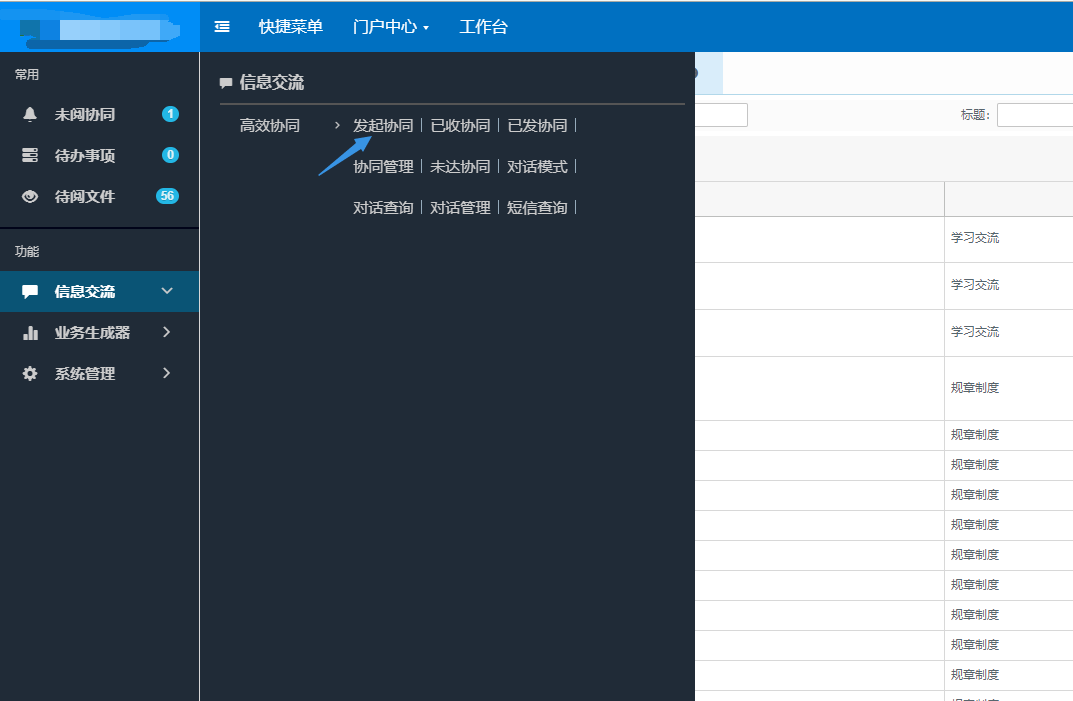 快捷菜单 门户中心 工作台
常用
未阅协同 1
待办事项 0
待阅文件 56
功能
信息交流
业务生成器
系统管理
信息交流
高效协同 > 发起协同 | 已收协同 | 已发协同 |
协同管理 | 未达协同 | 对话模式 |
对话查询 | 对话管理 | 短信查询 |
标题:
学习交流
学习交流
学习交流
规章制度
规章制度
规章制度
规章制度
规章制度
规章制度
规章制度
规章制度
规章制度
规章制度